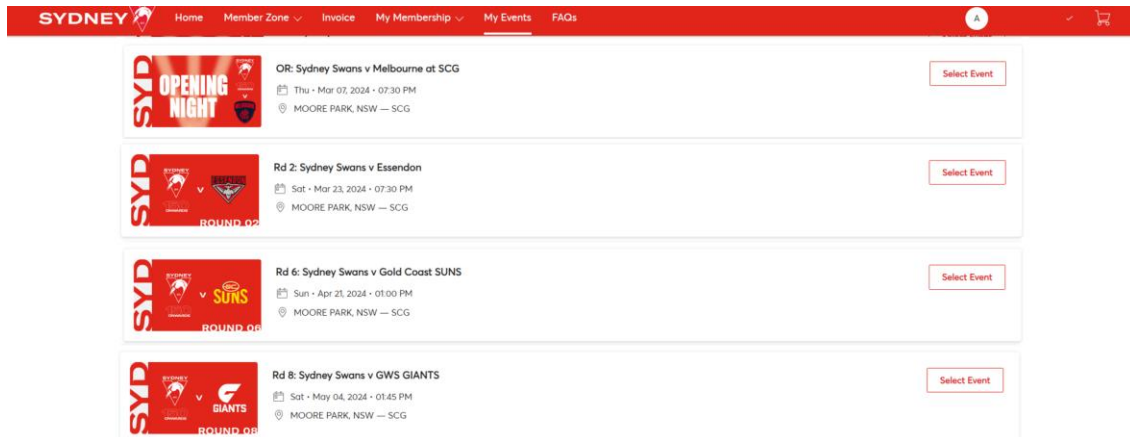 SYDNEY
Home Member Zone Invoice My Membership My Events FAQs
A
SYD
OPENING
NIGHT
V
OR: Sydney Swans v Melbourne at SCG
Thu • Mar 07, 2024 • 07:30 PM
MOORE PARK, NSW — SCG
Select Event
SYD
SYDNEY
V
ESSENDON
ROUND 02
Rd 2: Sydney Swans v Essendon
Sat • Mar 23, 2024 • 07:30 PM
MOORE PARK, NSW — SCG
Select Event
SYD
SYDNEY
V
GC
SUNS
ROUND 06
Rd 6: Sydney Swans v Gold Coast SUNS
Sun • Apr 21, 2024 • 01:00 PM
MOORE PARK, NSW — SCG
Select Event
SYD
SYDNEY
V
GIANTS
ROUND 08
Rd 8: Sydney Swans v GWS GIANTS
Sat • May 04, 2024 • 01:45 PM
MOORE PARK, NSW — SCG
Select Event